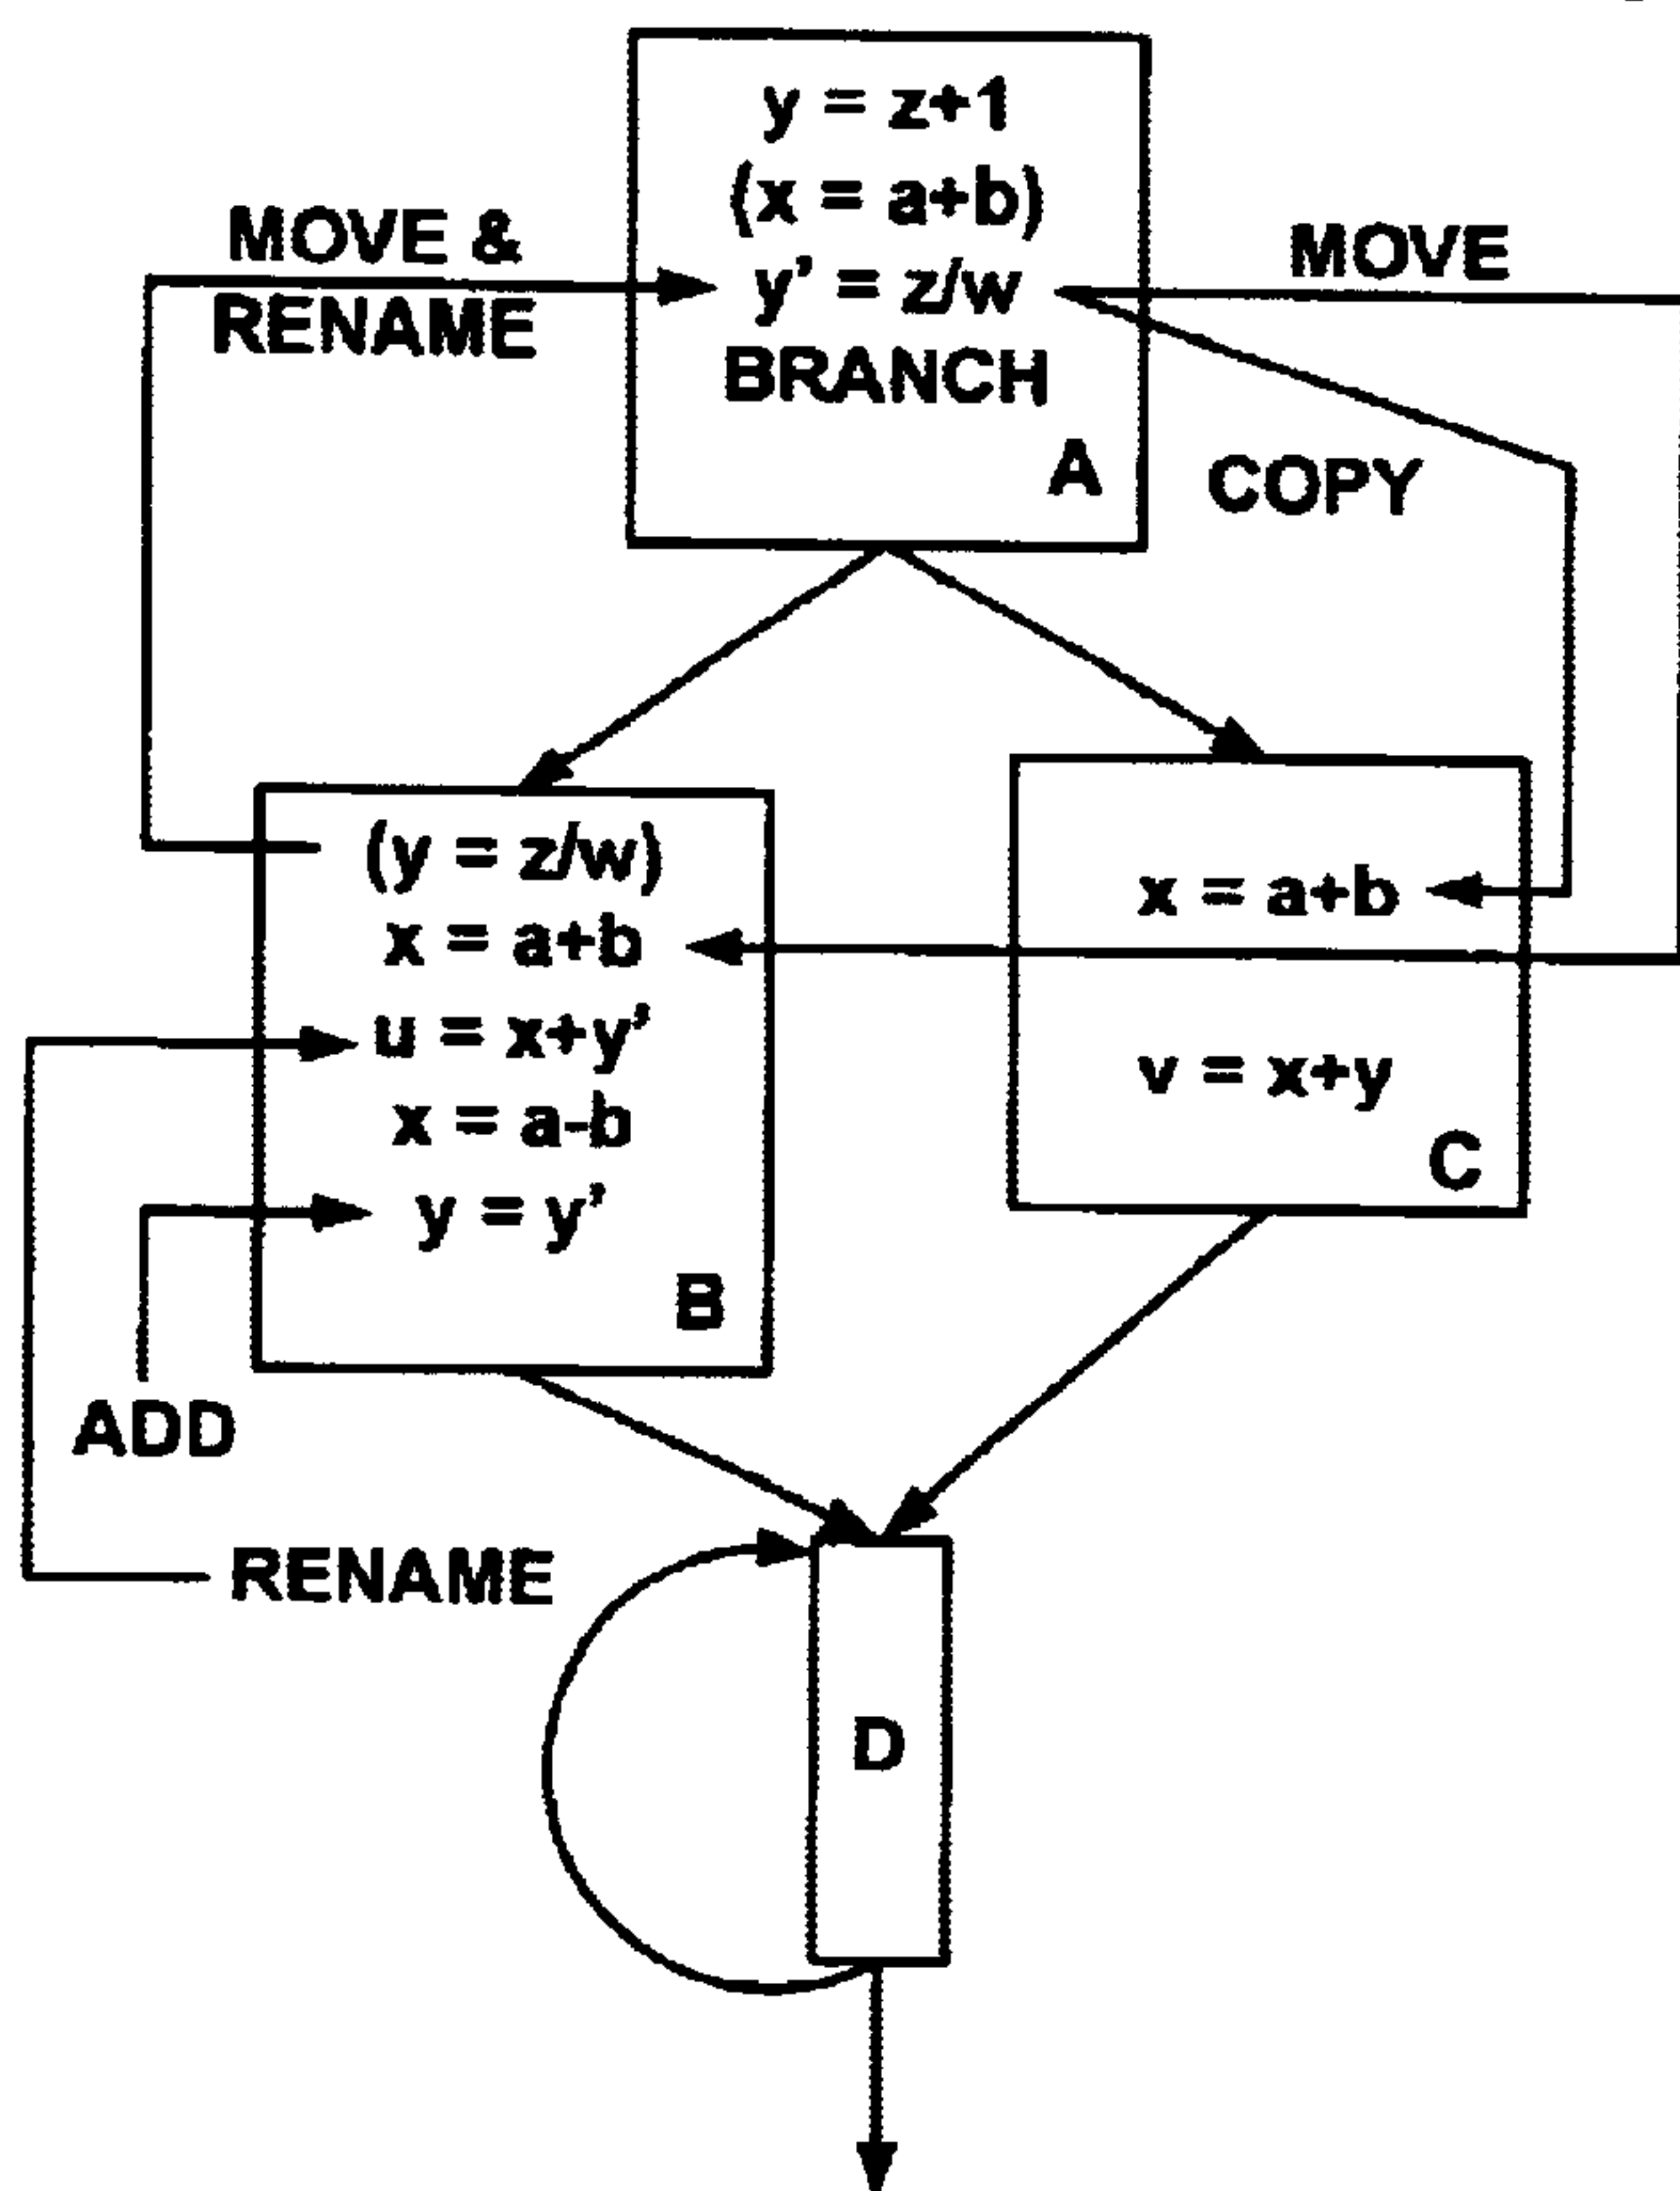 y = z+1
(x = a+b)
y' = z/w
BRANCH
A
MOVE &
RENAME
MOVE
COPY
(y = z/w)
x = a+b
u = x+y'
x = a-b
y = y'
B
x = a+b
v = x+y
C
ADD
RENAME
D